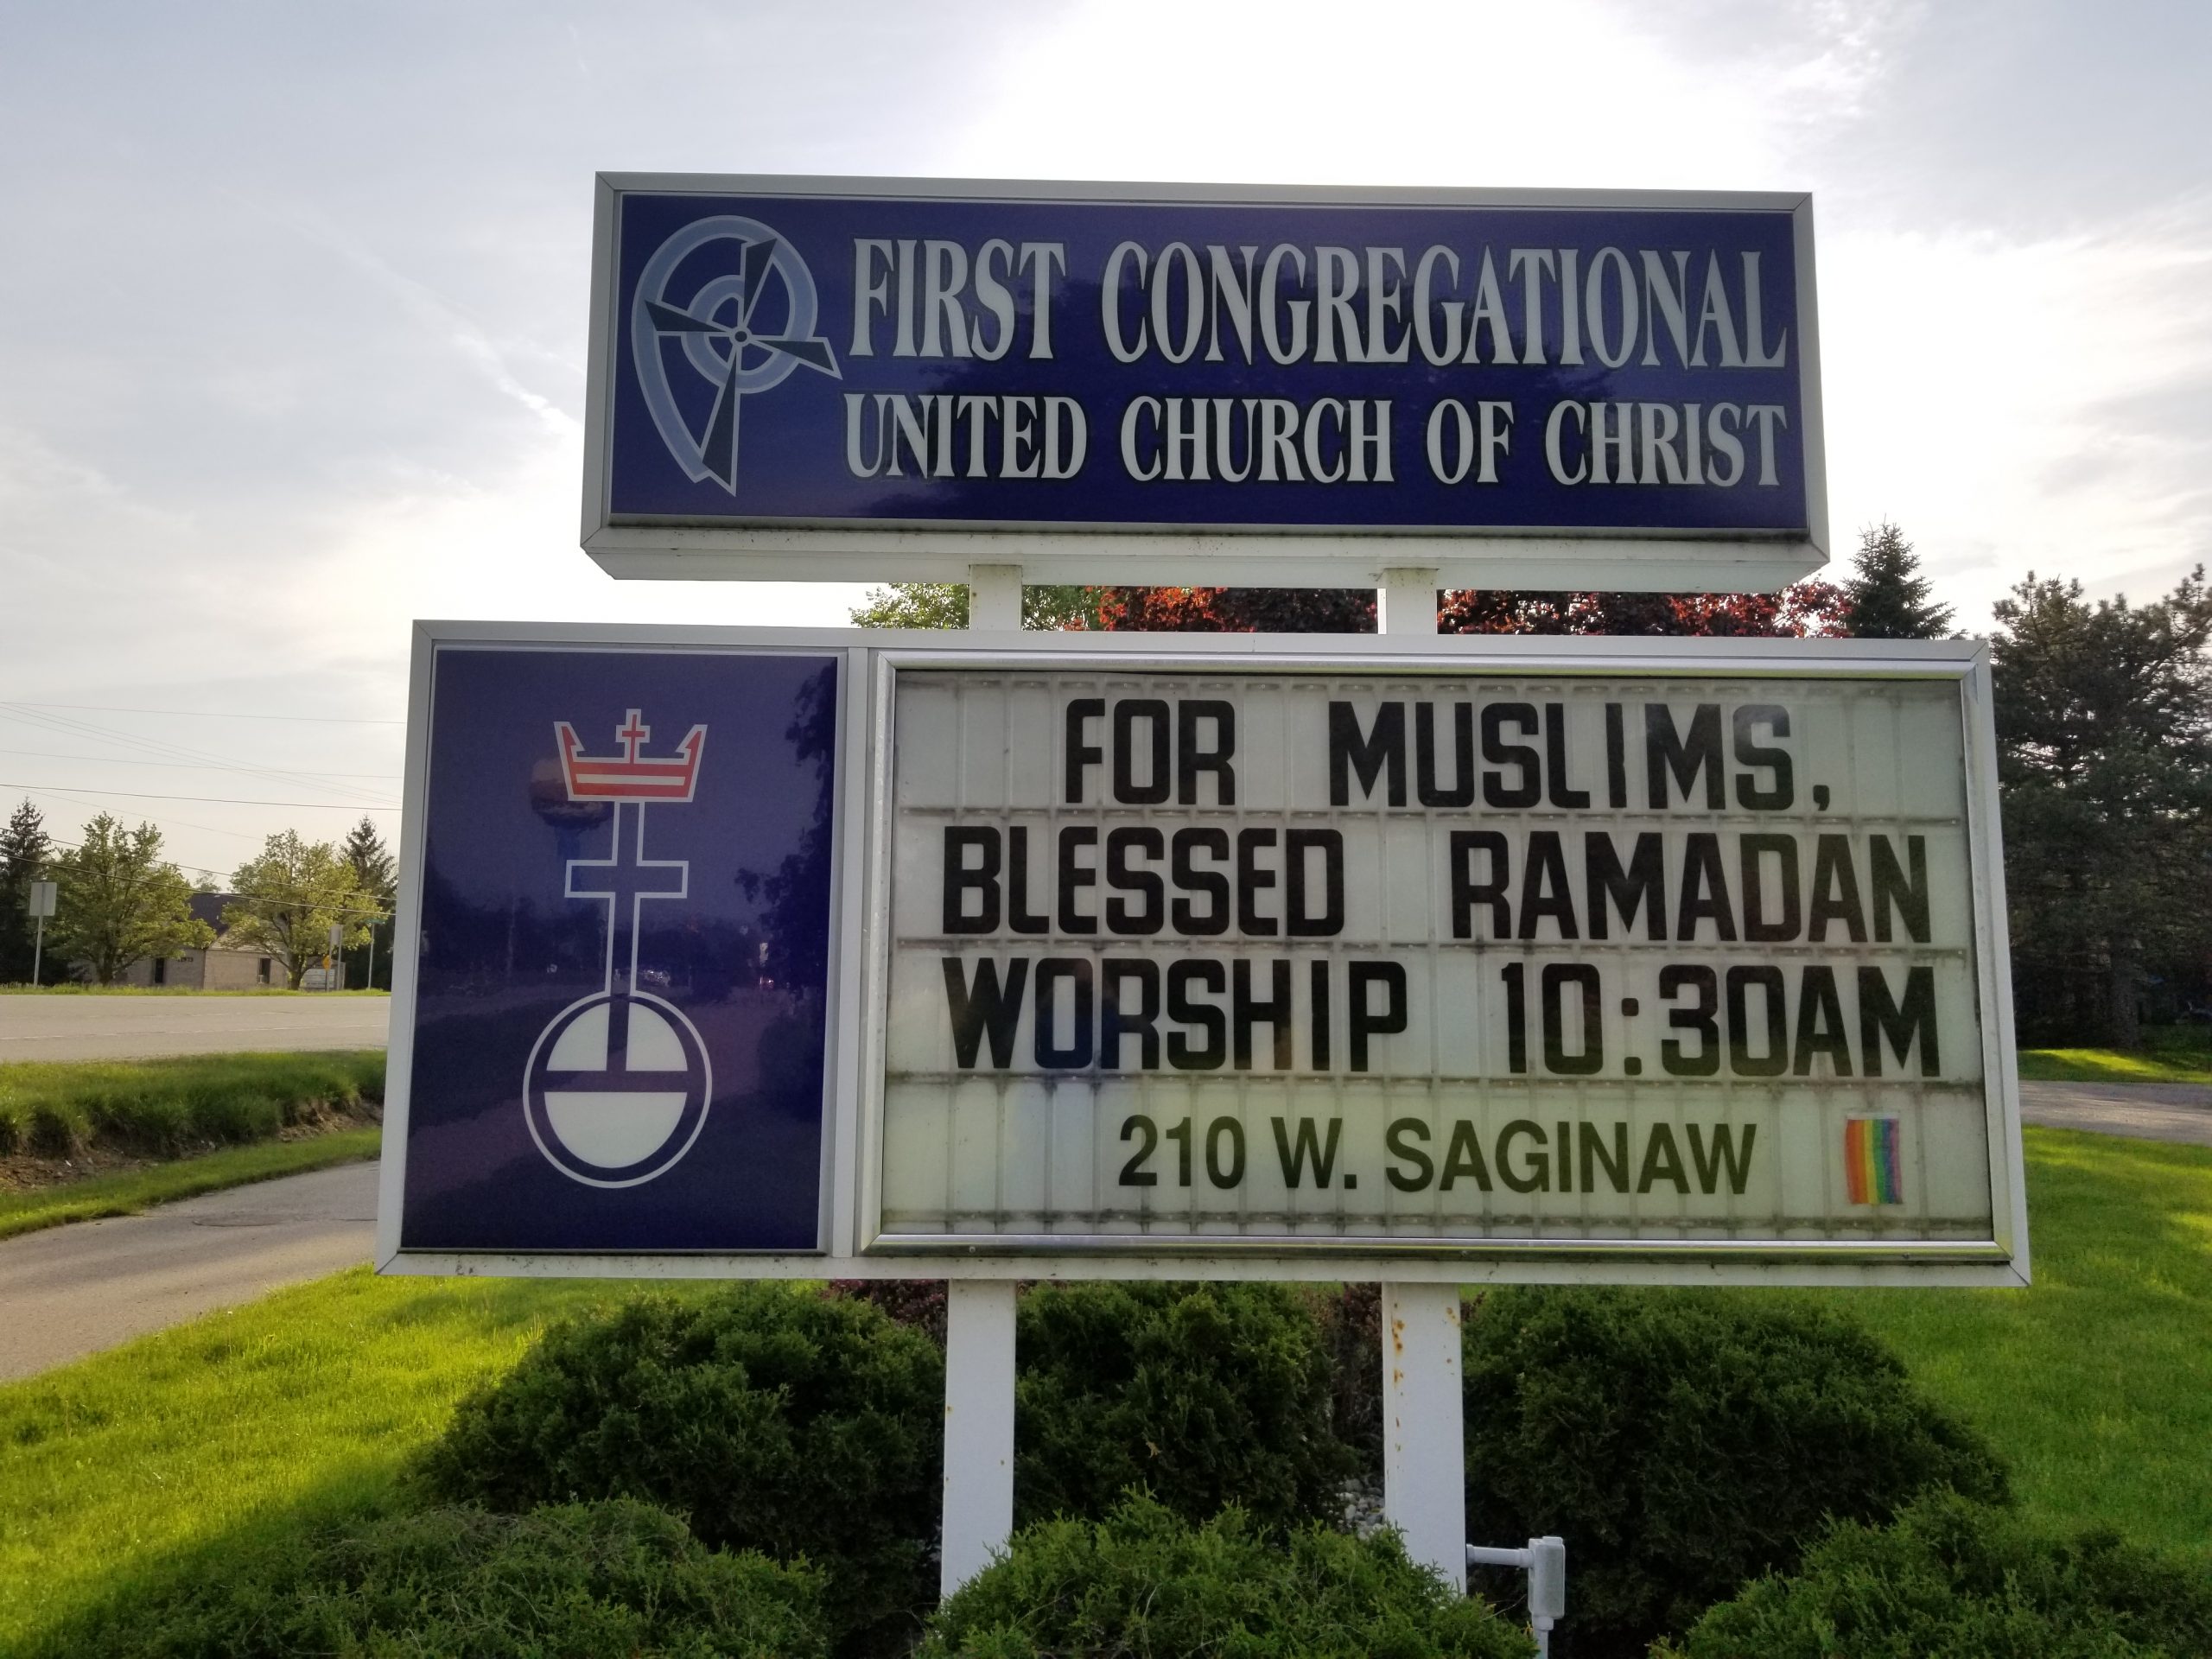 FIRST CONGREGATIONAL
UNITED CHURCH OF CHRIST
FOR MUSLIMS,
BLESSED RAMADAN
WORSHIP 10:30AM
210 W. SAGINAW